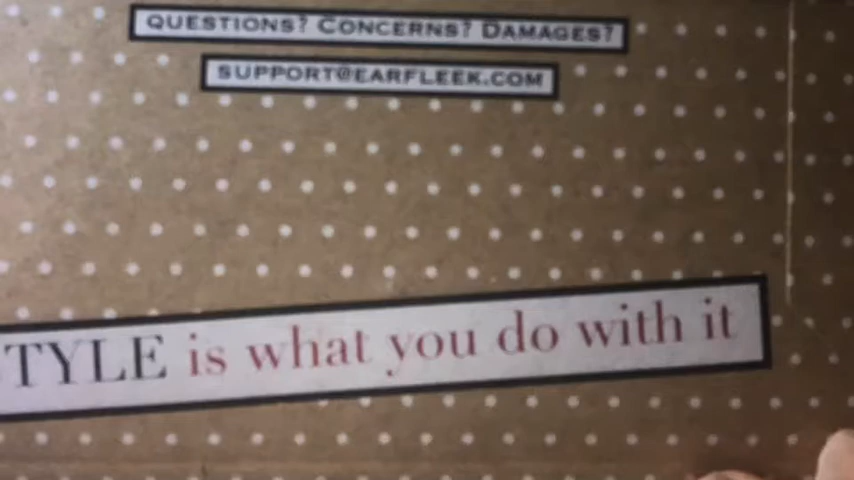 QUESTIONS? CONCERNS? DAMAGES?
SUPPORT@EARFLEEK.COM
TYLE is what you do with it